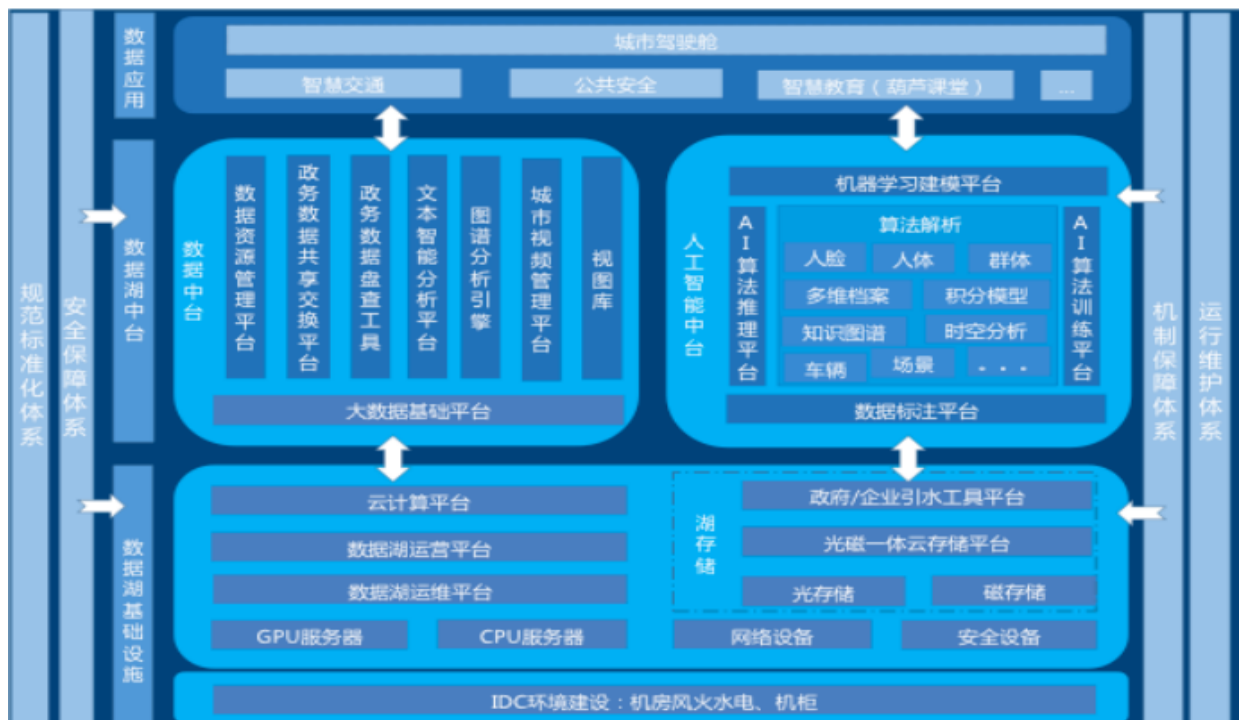 规范标准化体系
安全保障体系
数据应用
城市驾驶舱
智慧交通
公共安全
智慧教育（葫芦课堂）
...
数据湖中台
数据中台
数据资源管理平台
政务数据共享交换平台
政务数据盘查工具
文本智能分析平台
图谱分析引擎
城市视频管理平台
视图库
大数据基础平台
人工智能中台
机器学习建模平台
AI算法推理平台
算法解析
人脸
人体
群体
多维档案
积分模型
知识图谱
时空分析
车辆
场景
...
AI算法训练平台
数据标注平台
数据湖基础设施
云计算平台
数据湖运营平台
数据湖运维平台
湖存储
政府/企业引水工具平台
光磁一体云存储平台
光存储
磁存储
GPU服务器
CPU服务器
网络设备
安全设备
IDC环境建设：机房风火水电、机柜
机制保障体系
运行维护体系